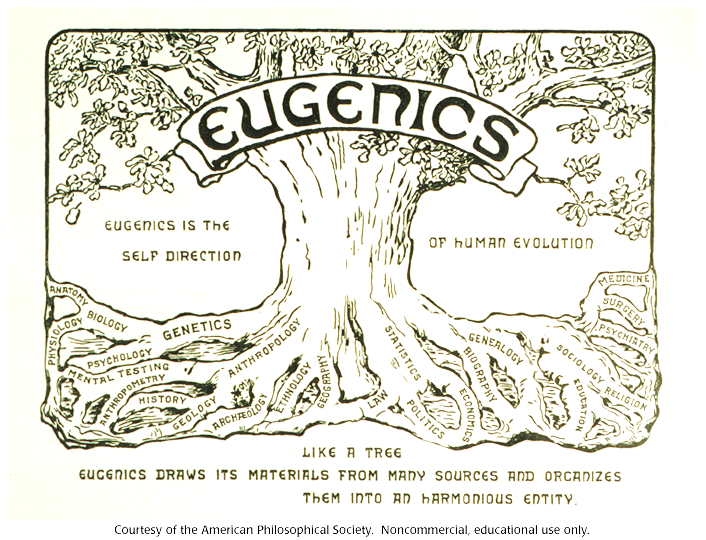 EUGENICS
EUGENICS IS THE
SELF DIRECTION
OF HUMAN EVOLUTION
ANATOMY
PHYSIOLOGY
BIOLOGY
GENETICS
PSYCHOLOGY
MENTAL TESTING
ANTHROPOMETRY
HISTORY
GEOLOGY
ANTHROPOLOGY
ARCHÆOLOGY
ETHNOLOGY
GEOGRAPHY
LAW
STATISTICS
POLITICS
ECONOMICS
BIOGRAPHY
GENEALOGY
EDUCATION
SOCIOLOGY
RELIGION
PSYCHIATRY
SURGERY
MEDICINE
LIKE A TREE
EUGENICS DRAWS ITS MATERIALS FROM MANY SOURCES AND ORGANIZES
THEM INTO AN HARMONIOUS ENTITY.
Courtesy of the American Philosophical Society. Noncommercial, educational use only.